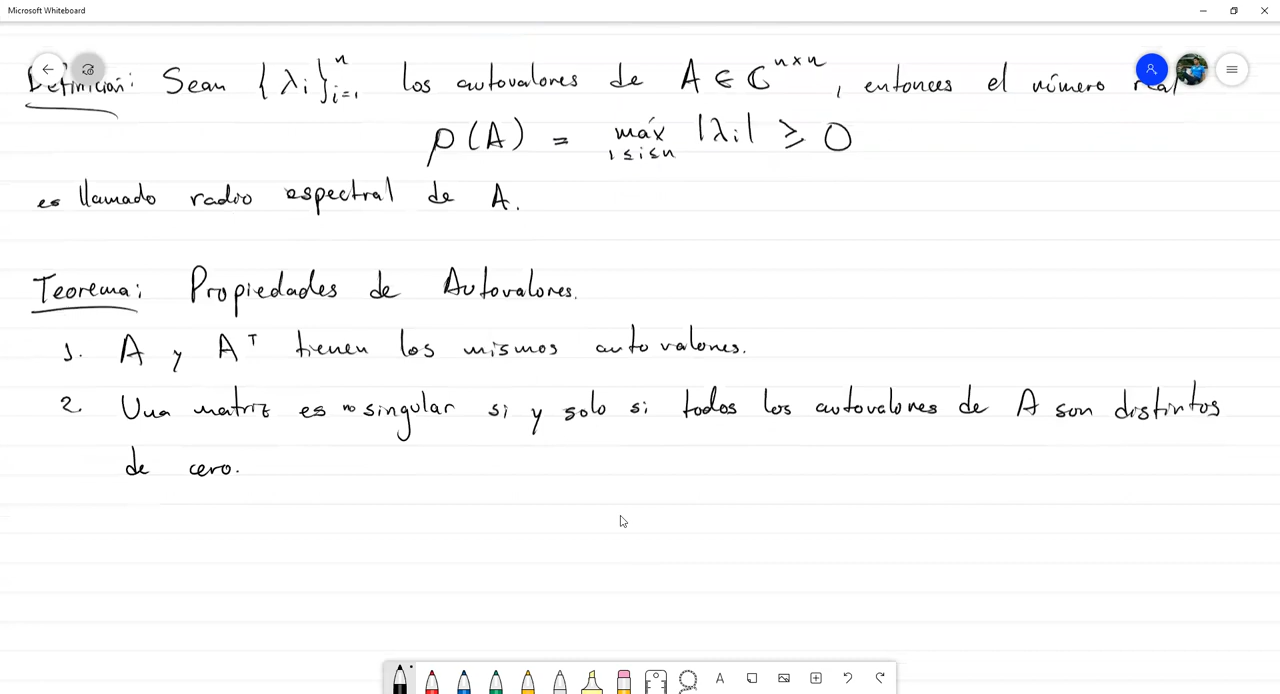 Microsoft Whiteboard
Definición: Sean {λi}ⁿi=1 los autovalores de A ∈ ℂⁿˣⁿ, entonces el número real
ρ(A) = máx |λi| ≥ 0
1≤i≤n
es llamado radio espectral de A.
Teorema: Propiedades de Autovalores.
1. A y Aᵀ tienen los mismos autovalores.
2. Una matriz es no singular si y solo si todos los autovalores de A son distintos
de cero.
A